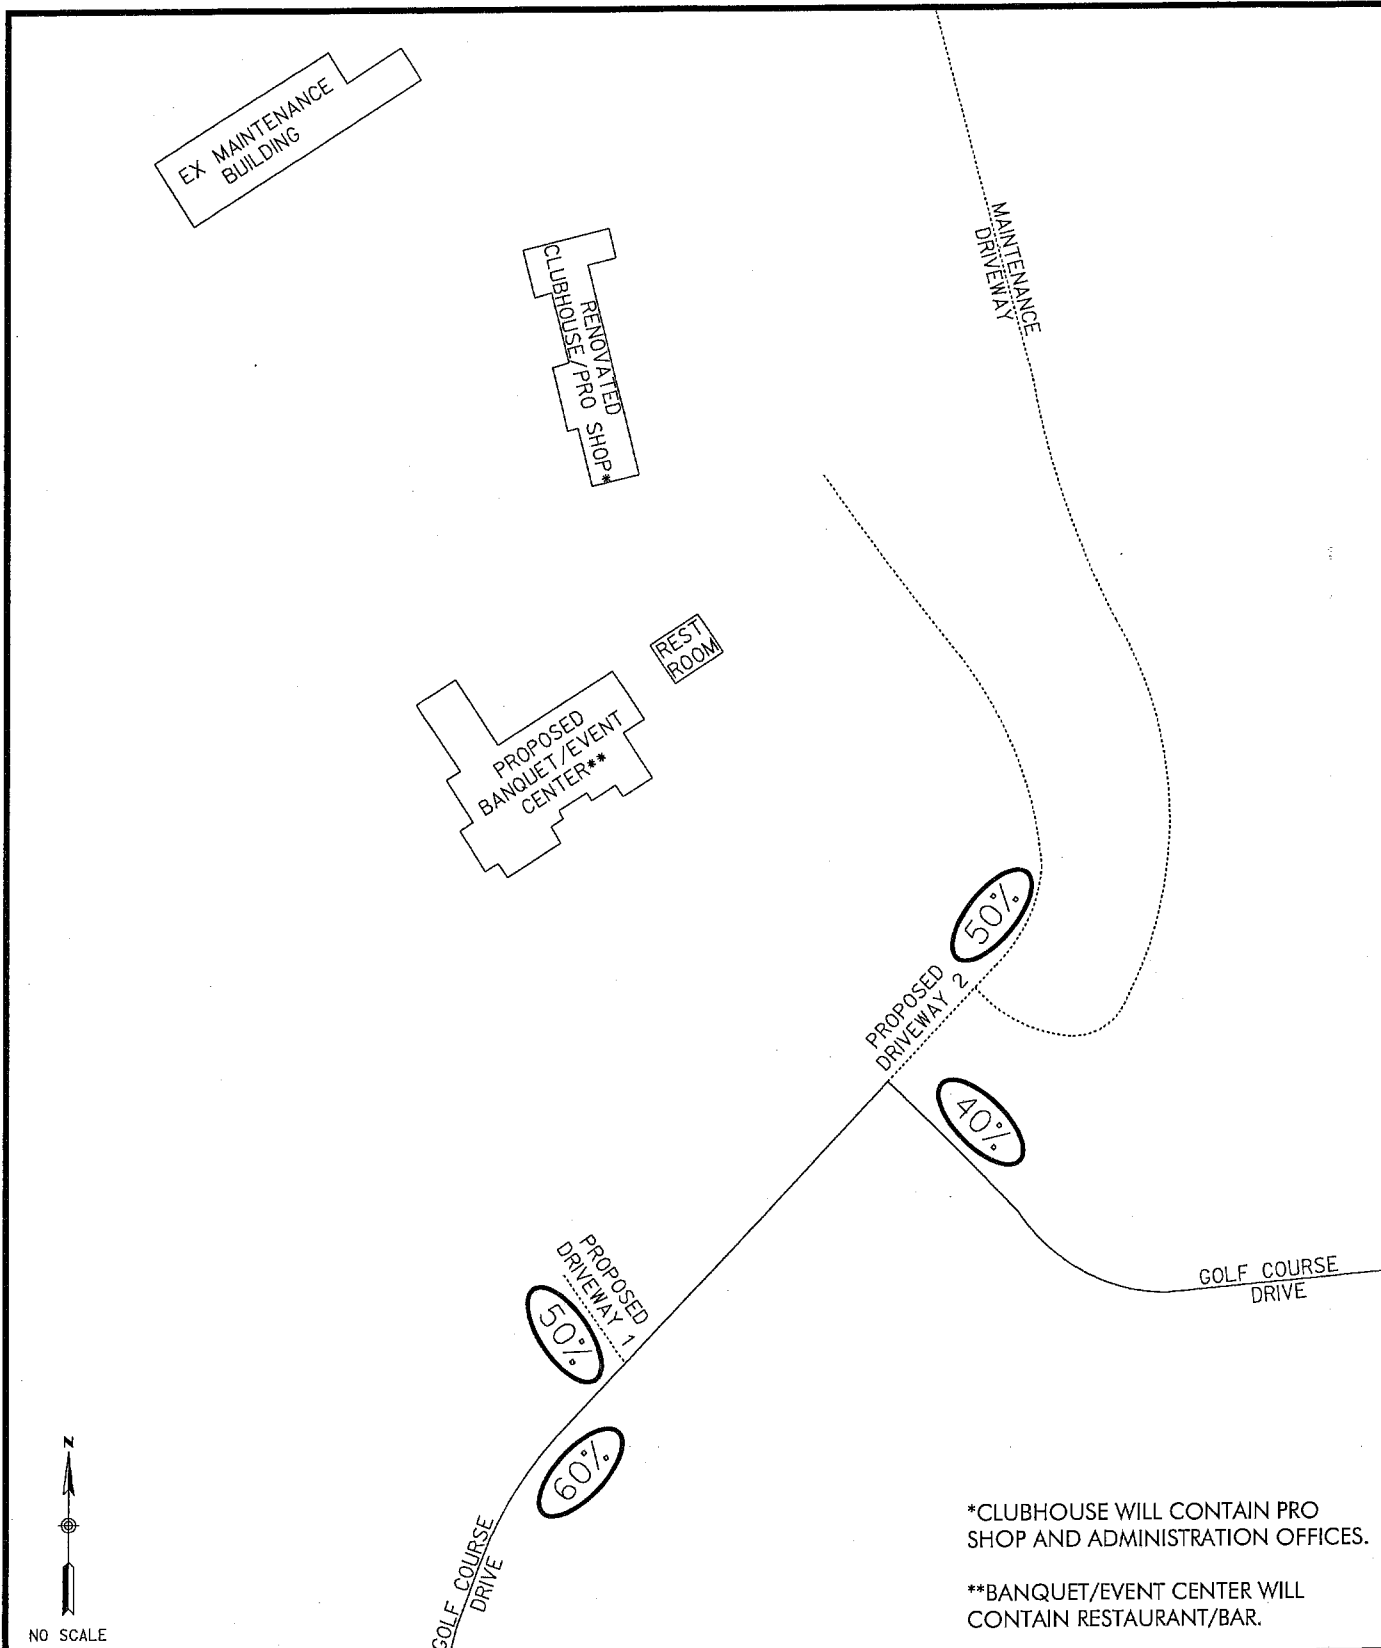 EX MAINTENANCE
BUILDING
MAINTENANCE
DRIVEWAY
RENOVATED
CLUBHOUSE/PRO SHOP*
REST
ROOM
PROPOSED
BANQUET/EVENT
CENTER**
50%
PROPOSED
DRIVEWAY 2
40%
PROPOSED
DRIVEWAY 1
50%
GOLF COURSE
DRIVE
60%
GOLF COURSE
DRIVE
N
NO SCALE
*CLUBHOUSE WILL CONTAIN PRO
SHOP AND ADMINISTRATION OFFICES.
**BANQUET/EVENT CENTER WILL
CONTAIN RESTAURANT/BAR.